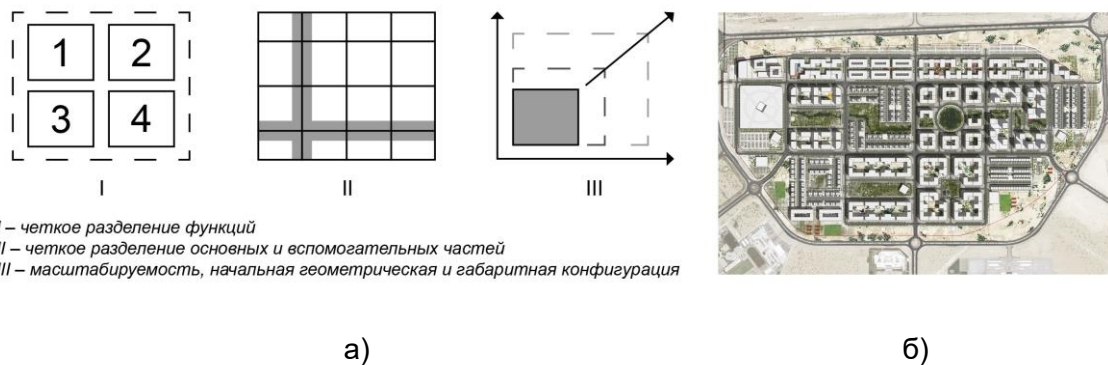 1 2
3 4
I II III
I – четкое разделение функций
II – четкое разделение основных и вспомогательных частей
III – масштабируемость, начальная геометрическая и габаритная конфигурация
а) б)